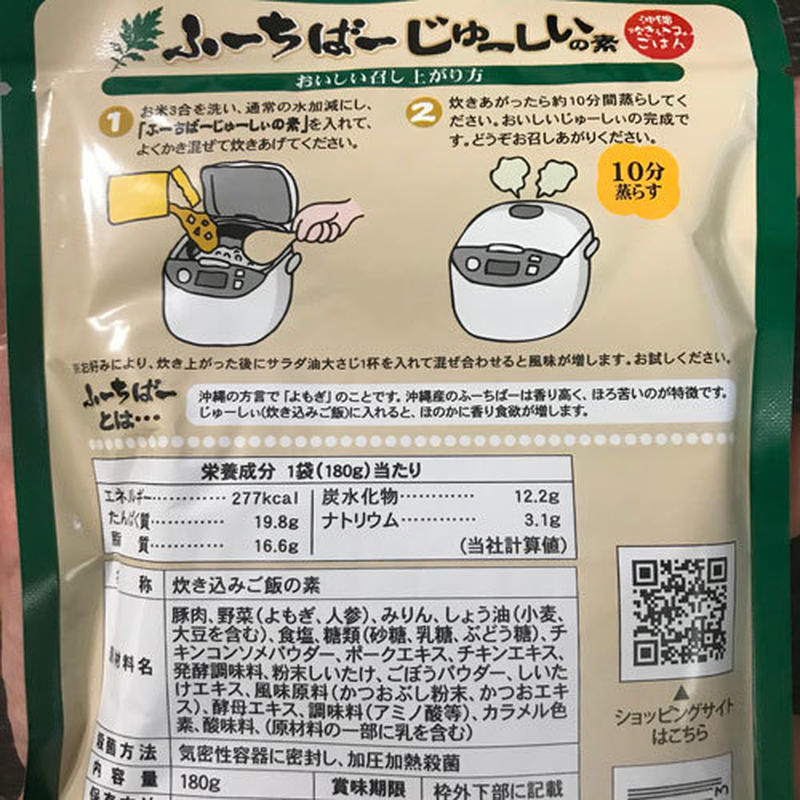 ふーちばーじゅーしぃの素
沖縄
炊きこみ
ごはん
おいしい召し上がり方
1
お米3合を洗い、通常の水加減にし、
「ふーちばーじゅーしぃの素」を入れて、
よくかき混ぜて炊きあげてください。
2
炊きあがったら約10分間蒸らしてく
ださい。おいしいじゅーしぃの完成で
す。どうぞお召しあがりください。
10分
蒸らす
※お好みにより、炊き上がった後にサラダ油大さじ1杯を入れて混ぜ合わせると風味が増します。お試しください。
ふーちばー
とは…
沖縄の方言で「よもぎ」のことです。沖縄産のふーちばーは香り高く、ほろ苦いのが特徴です。
じゅーしぃ(炊き込みご飯)に入れると、ほのかに香り食欲が増します。
栄養成分 1袋(180g)当たり
エネルギー………… 277kcal
炭水化物………… 12.2g
たんぱく質………… 19.8g
ナトリウム………… 3.1g
脂 質………… 16.6g
(当社計算値)
称 炊き込みご飯の素
原材料名
豚肉、野菜(よもぎ、人参)、みりん、しょう油(小麦、
大豆を含む)、食塩、糖類(砂糖、乳糖、ぶどう糖)、チ
キンコンソメパウダー、ポークエキス、チキンエキス、
発酵調味料、粉末しいたけ、ごぼうパウダー、しいた
けエキス、風味原料(かつおぶし粉末、かつおエキ
ス)、酵母エキス、調味料(アミノ酸等)、カラメル色
素、酸味料、(原材料の一部に乳を含む)
殺菌方法 気密性容器に密封し、加圧加熱殺菌
内容量 180g 賞味期限 枠外下部に記載
保存方法
ショッピングサイト
はこちら
3